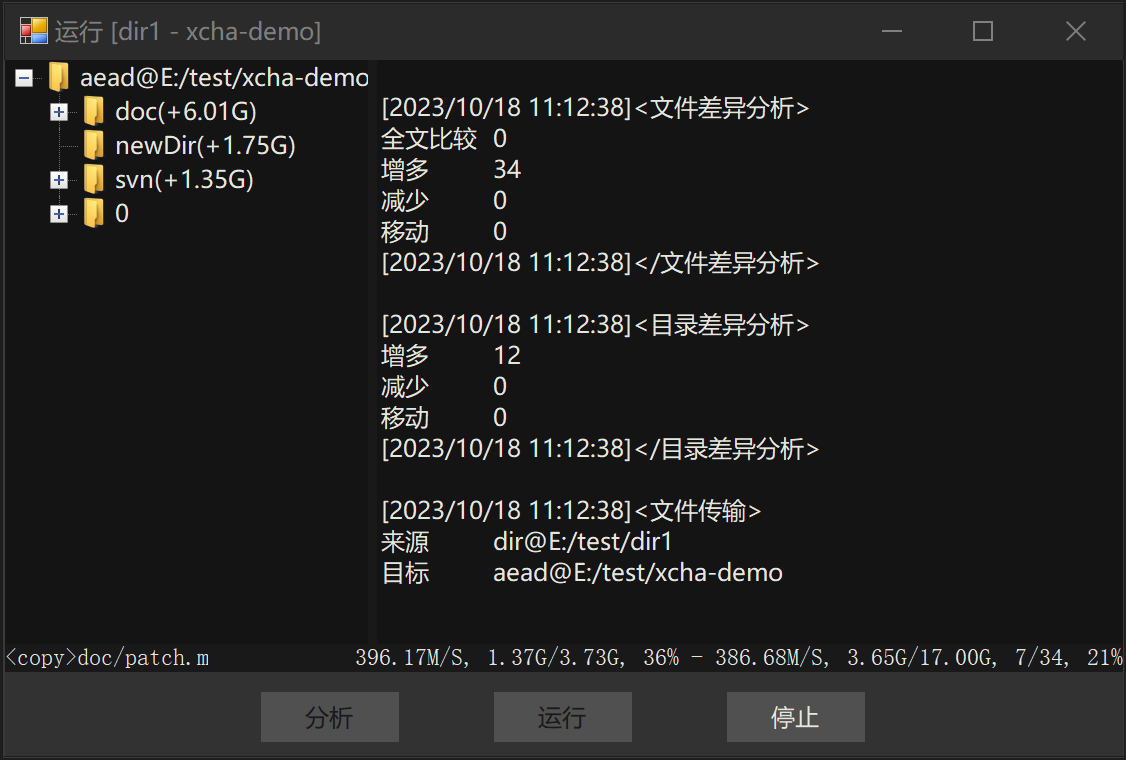 运行 [dir1 - xcha-demo]
aead@E:/test/xcha-demo
doc(+6.01G)
newDir(+1.75G)
svn(+1.35G)
0
[2023/10/18 11:12:38]<文件差异分析>
全文比较 0
增多 34
减少 0
移动 0
[2023/10/18 11:12:38]</文件差异分析>
[2023/10/18 11:12:38]<目录差异分析>
增多 12
减少 0
移动 0
[2023/10/18 11:12:38]</目录差异分析>
[2023/10/18 11:12:38]<文件传输>
来源 dir@E:/test/dir1
目标 aead@E:/test/xcha-demo
<copy>doc/patch.m 396.17M/S, 1.37G/3.73G, 36% - 386.68M/S, 3.65G/17.00G, 7/34, 21%
分析 运行 停止